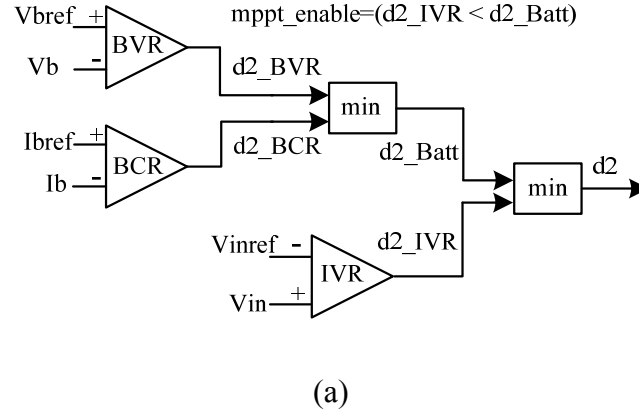 Vbref + mppt_enable=(d2_IVR < d2_Batt)
BVR
Vb -
d2_BVR
min
Ibref +
BCR
d2_BCR
d2_Batt
Ib -
d2
min
Vinref -
d2_IVR
IVR
Vin +
(a)